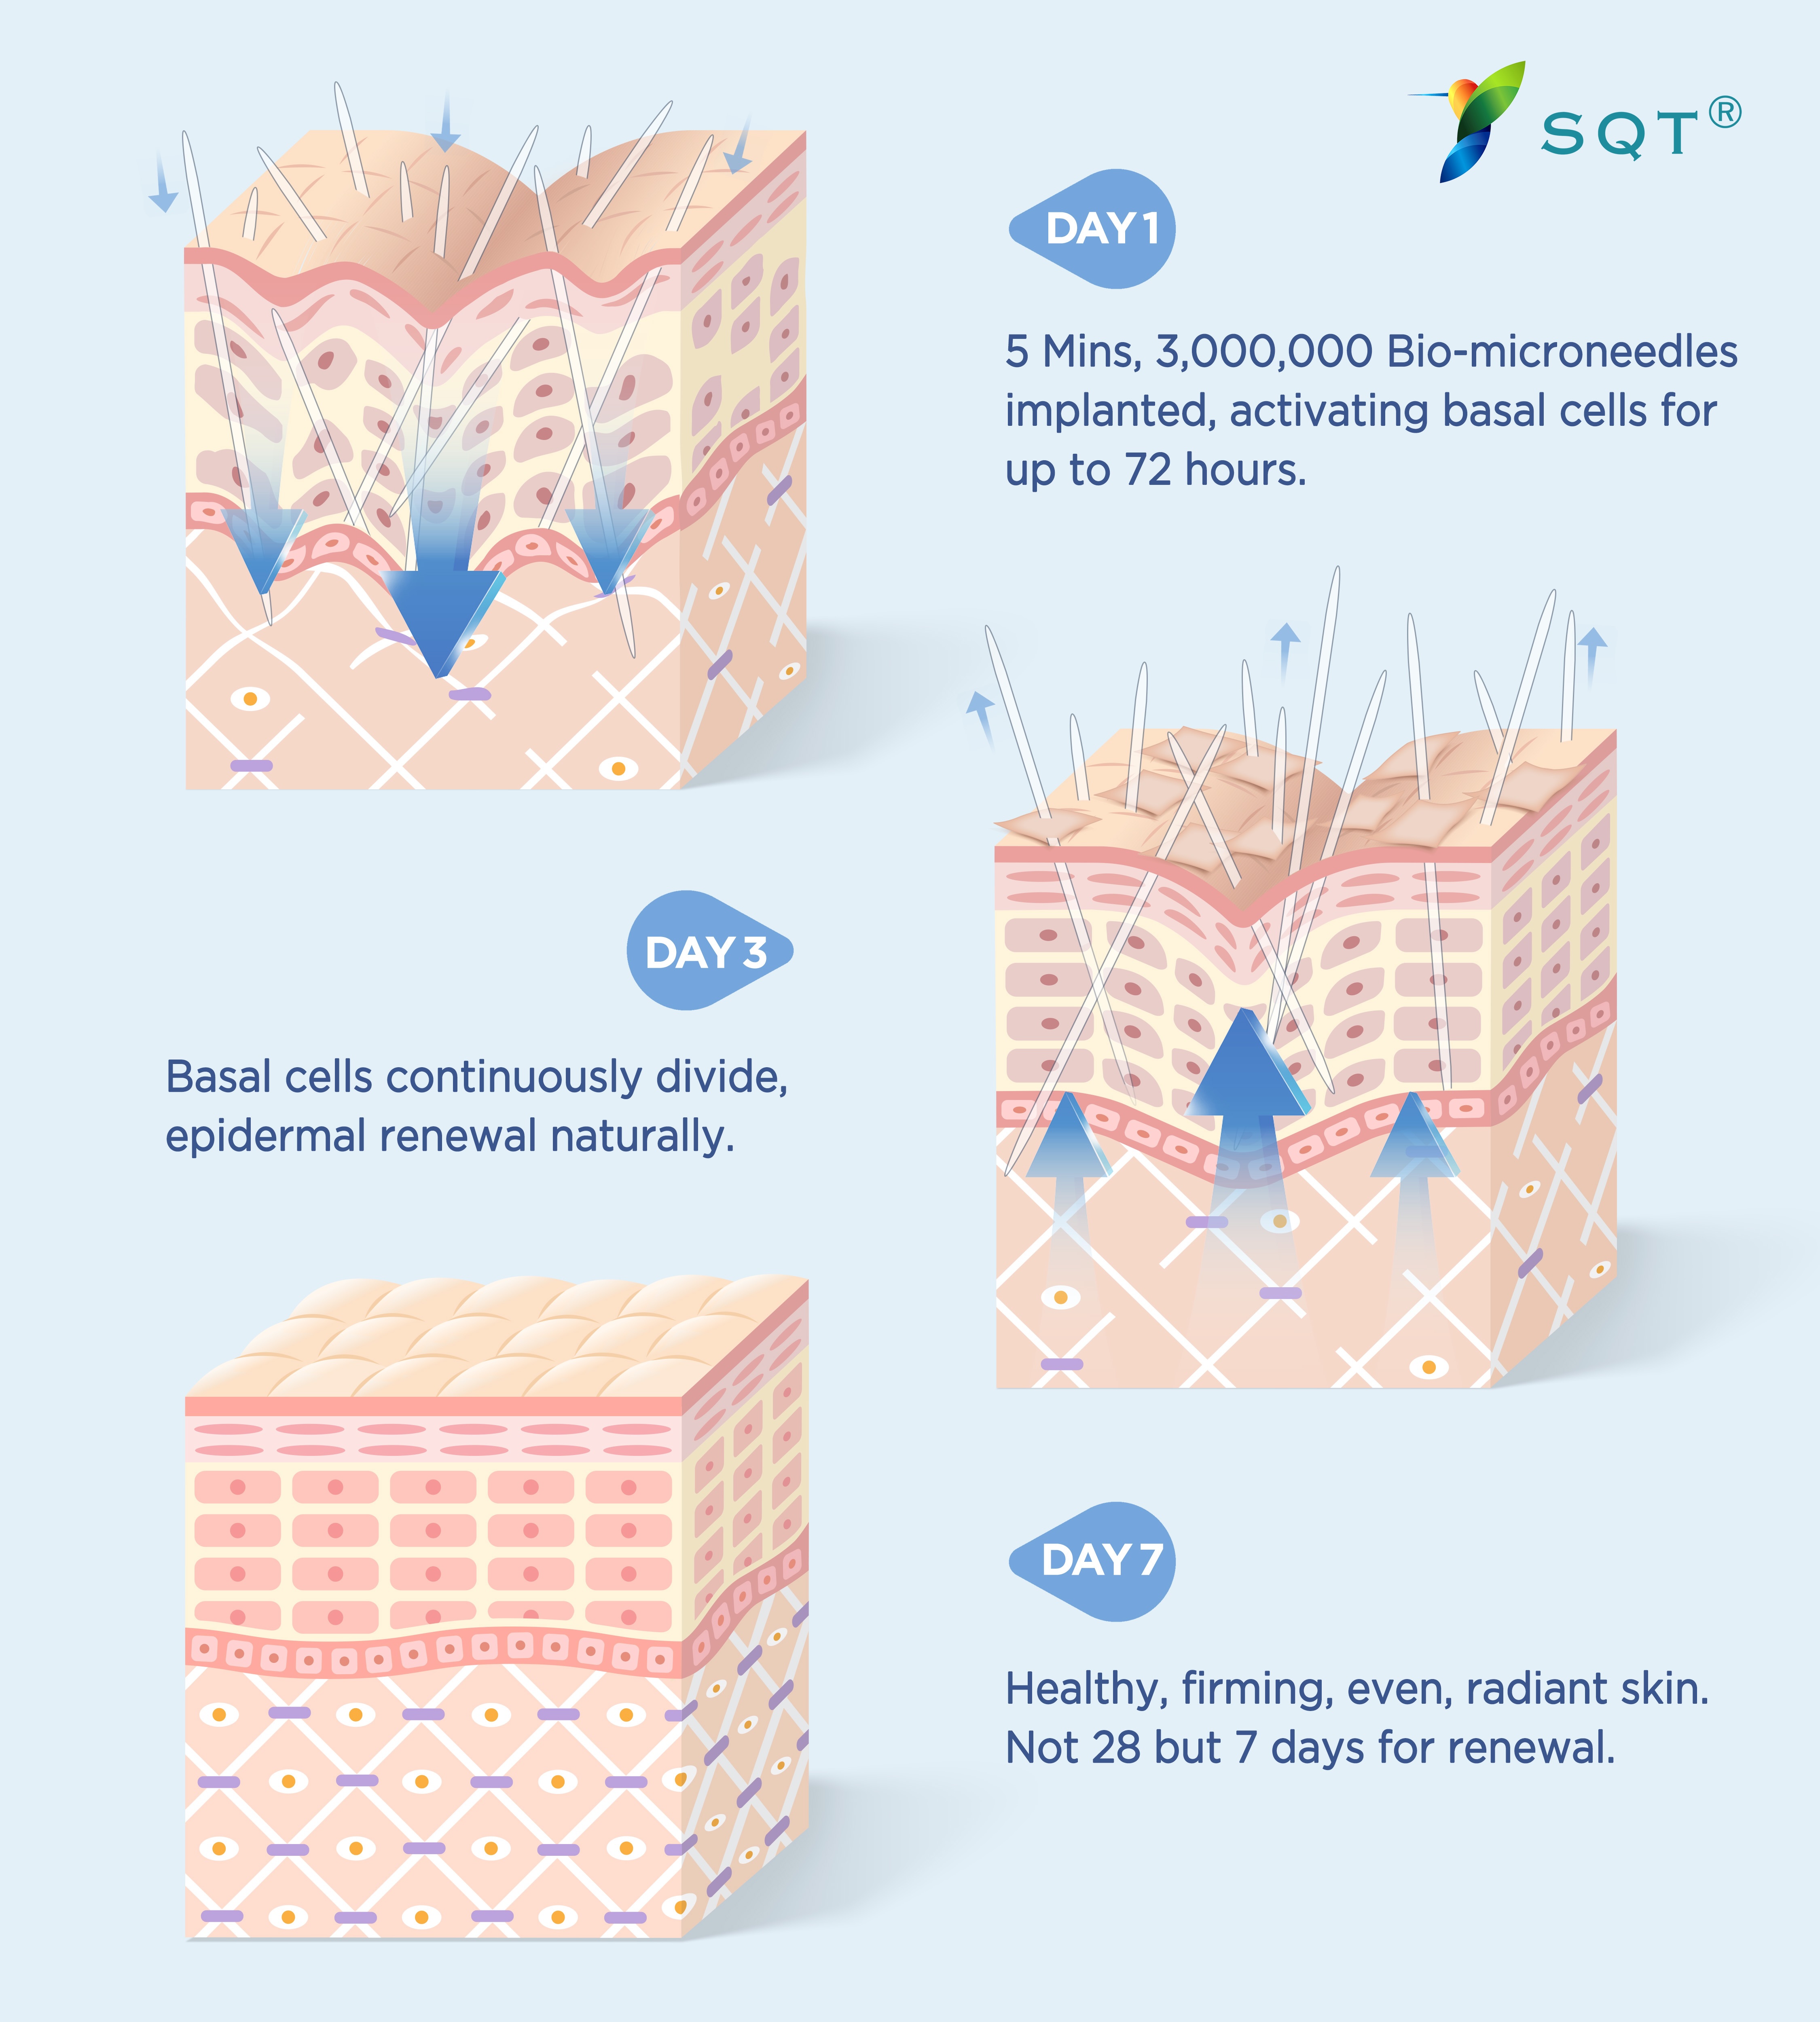 SQT®
DAY 1
5 Mins, 3,000,000 Bio-microneedles
implanted, activating basal cells for
up to 72 hours.
DAY 3
Basal cells continuously divide,
epidermal renewal naturally.
DAY 7
Healthy, firming, even, radiant skin.
Not 28 but 7 days for renewal.